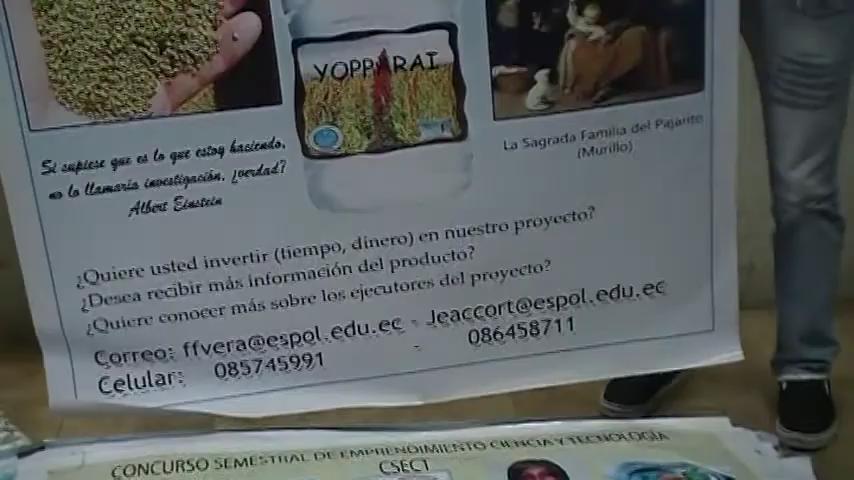 YOPPARAI
Si supiese que es lo que estoy haciendo,
no lo llamaría investigación, ¿verdad?
Albert Einstein
La Sagrada Familia del Pajarito
(Murillo)
¿Quiere usted invertir (tiempo, dinero) en nuestro proyecto?
¿Desea recibir más información del producto?
¿Quiere conocer más sobre los ejecutores del proyecto?
Correo: ffvera@espol.edu.ec - Jeaccort@espol.edu.ec
Celular: 085745991 - 086458711
CONCURSO SEMESTRAL DE EMPRENDIMIENTO CIENCIA Y TECNOLOGÍA
CSECT